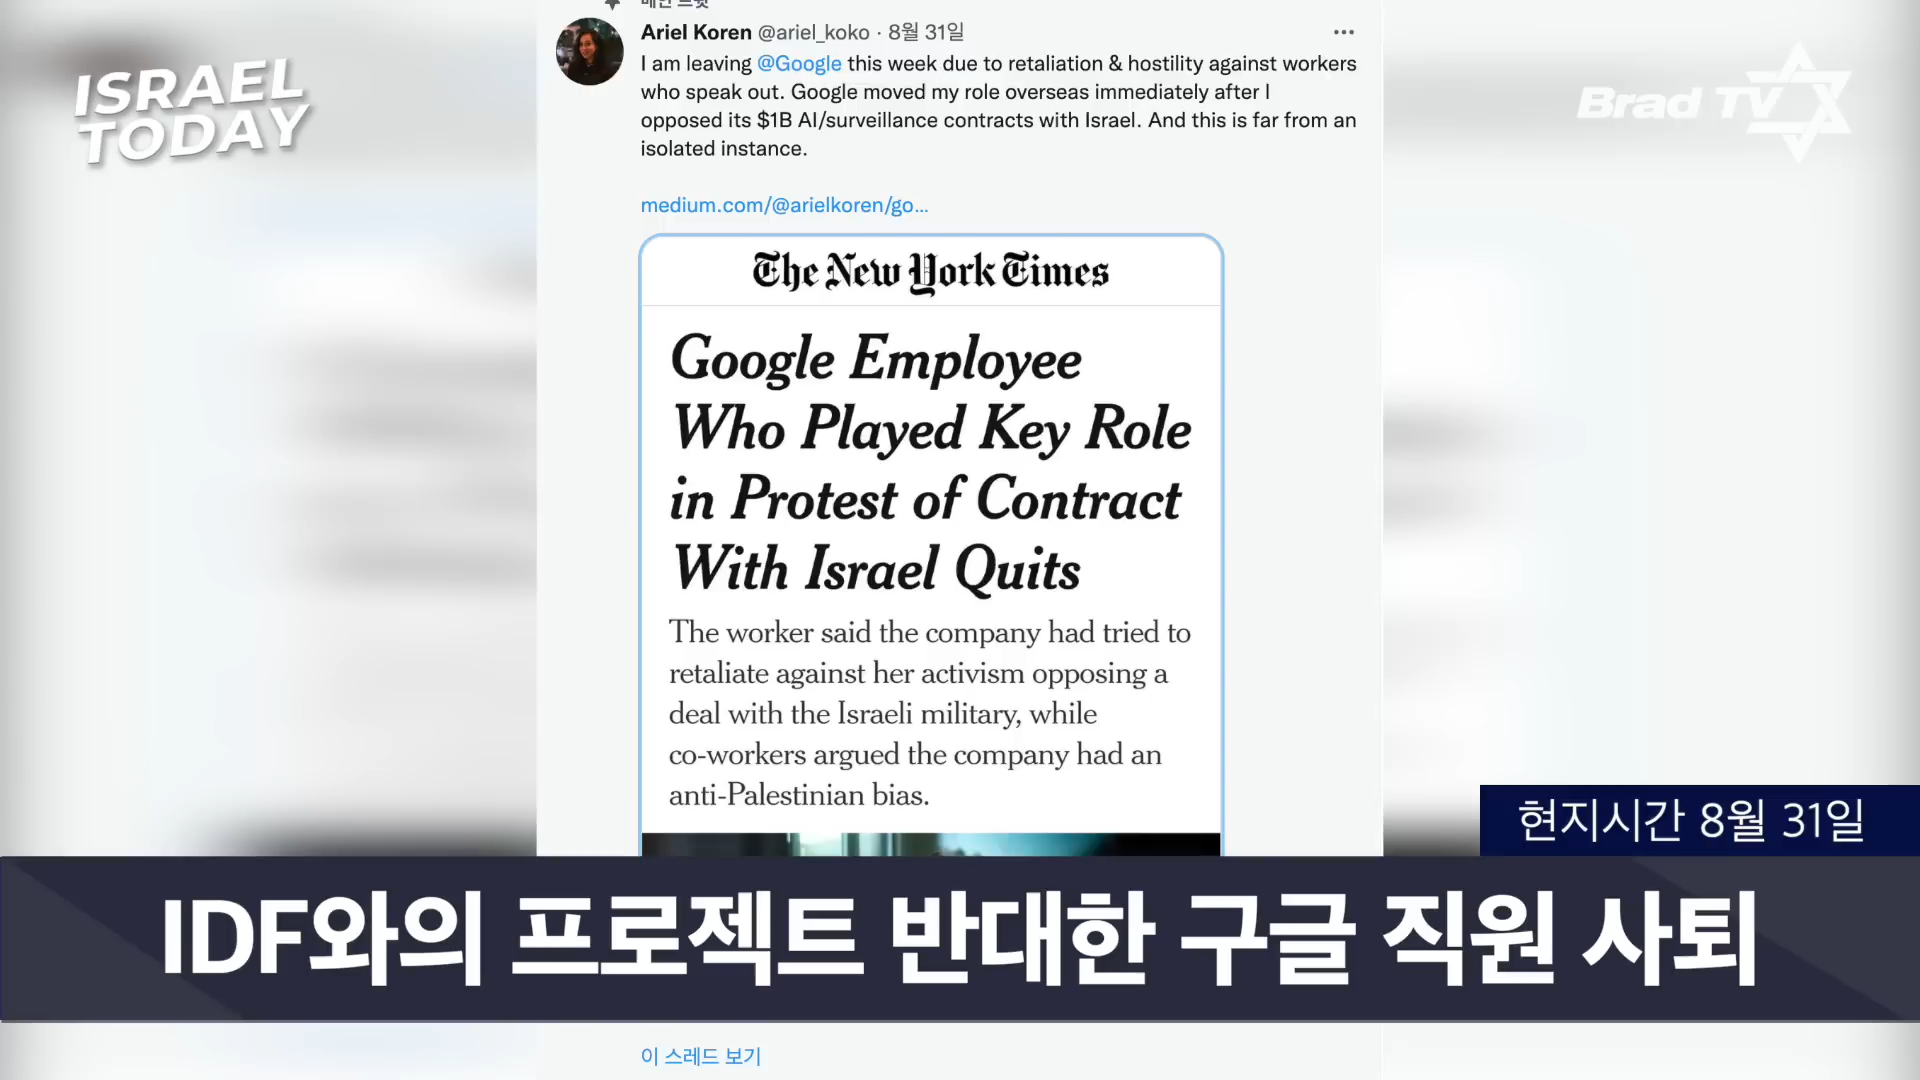 메인 트윗
Ariel Koren @ariel_koko · 8월 31일
I am leaving @Google this week due to retaliation & hostility against workers
who speak out. Google moved my role overseas immediately after I
opposed its $1B AI/surveillance contracts with Israel. And this is far from an
isolated instance.
medium.com/@arielkoren/go...
ISRAEL
TODAY
Brad TV
The New York Times
Google Employee
Who Played Key Role
in Protest of Contract
With Israel Quits
The worker said the company had tried to
retaliate against her activism opposing a
deal with the Israeli military, while
co-workers argued the company had an
anti-Palestinian bias.
현지시간 8월 31일
IDF와의 프로젝트 반대한 구글 직원 사퇴
이 스레드 보기